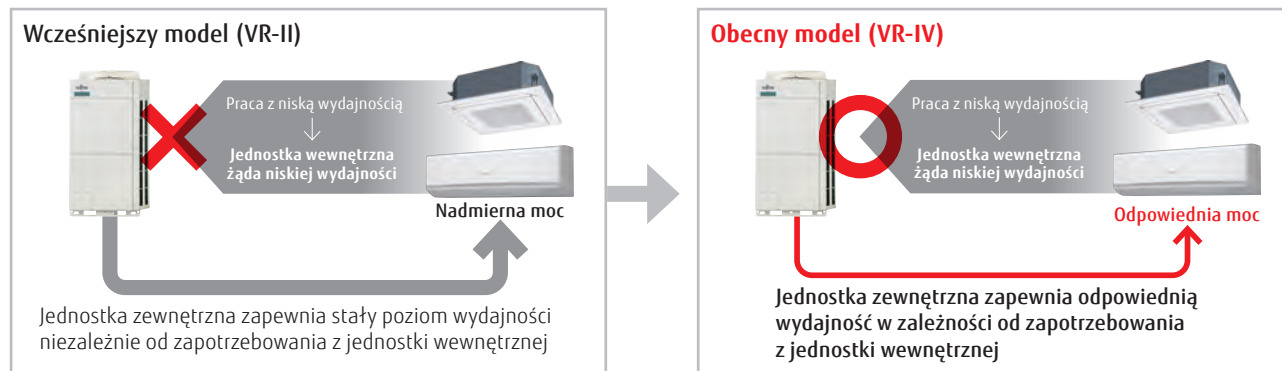 Wcześniejszy model (VR-II)
Praca z niską wydajnością
Jednostka wewnętrzna
żąda niskiej wydajności
Nadmierna moc
Jednostka zewnętrzna zapewnia stały poziom wydajności
niezależnie od zapotrzebowania z jednostki wewnętrznej
Obecny model (VR-IV)
Praca z niską wydajnością
Jednostka wewnętrzna
żąda niskiej wydajności
Odpowiednia moc
Jednostka zewnętrzna zapewnia odpowiednią
wydajność w zależności od zapotrzebowania
z jednostki wewnętrznej